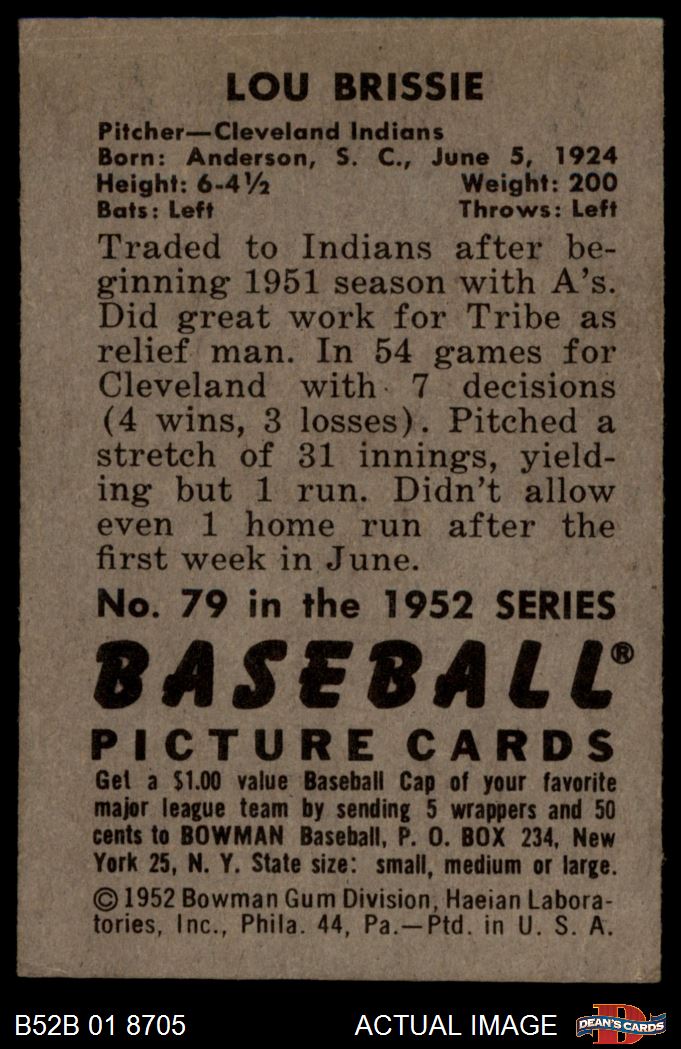 LOU BRISSIE
Pitcher—Cleveland Indians
Born: Anderson, S. C., June 5, 1924
Height: 6-4½ Weight: 200
Bats: Left Throws: Left
Traded to Indians after be-
ginning 1951 season with A's.
Did great work for Tribe as
relief man. In 54 games for
Cleveland with 7 decisions
(4 wins, 3 losses). Pitched a
stretch of 31 innings, yield-
ing but 1 run. Didn't allow
even 1 home run after the
first week in June.
No. 79 in the 1952 SERIES
BASEBALL®
PICTURE CARDS
Get a $1.00 value Baseball Cap of your favorite
major league team by sending 5 wrappers and 50
cents to BOWMAN Baseball, P. O. BOX 234, New
York 25, N. Y. State size: small, medium or large.
©1952 Bowman Gum Division, Haeian Labora-
tories, Inc., Phila. 44, Pa.—Ptd. in U. S. A.
B52B 01 8705 ACTUAL IMAGE D DEAN'S CARDS